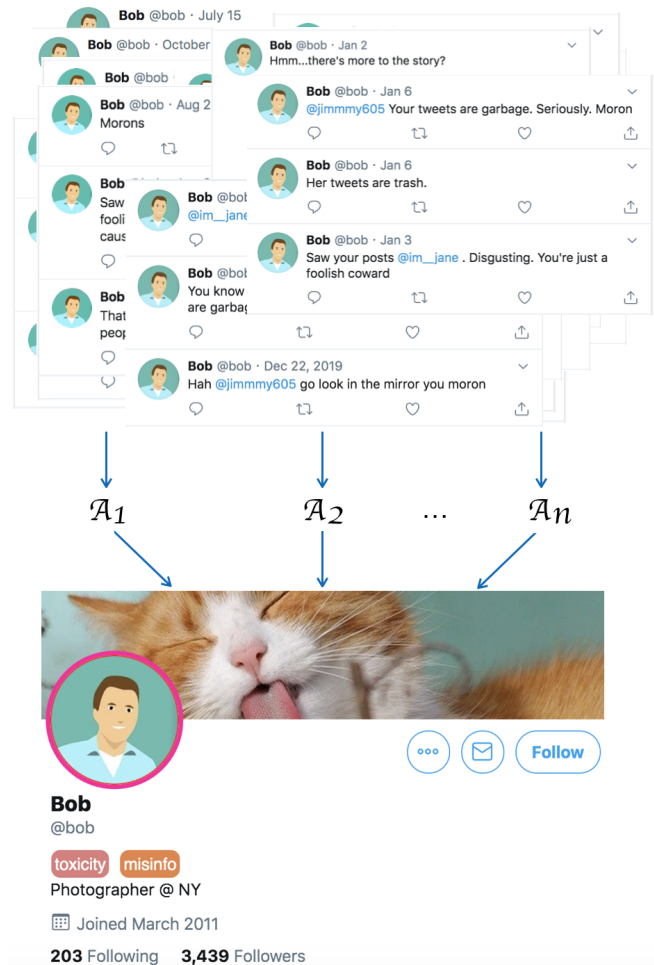 Bob @bob · July 15
Bob @bob · October
Bob @bob · Jan 2
Hmm...there's more to the story?
Bob @bob
Bob @bob · Jan 6
@jimmmy605 Your tweets are garbage. Seriously. Moron
Bob @bob · Aug 2
Morons
Bob @bob · Jan 6
Her tweets are trash.
Bob
Saw
Bob @bob
@im__jane
Bob @bob · Jan 3
Saw your posts @im__jane . Disgusting. You're just a
foolish coward
Bob @bob
You know
Bob
That
Bob @bob · Dec 22, 2019
Hah @jimmmy605 go look in the mirror you moron
A1
A2
...
An
Follow
Bob
@bob
toxicity misinfo
Photographer @ NY
Joined March 2011
203 Following 3,439 Followers